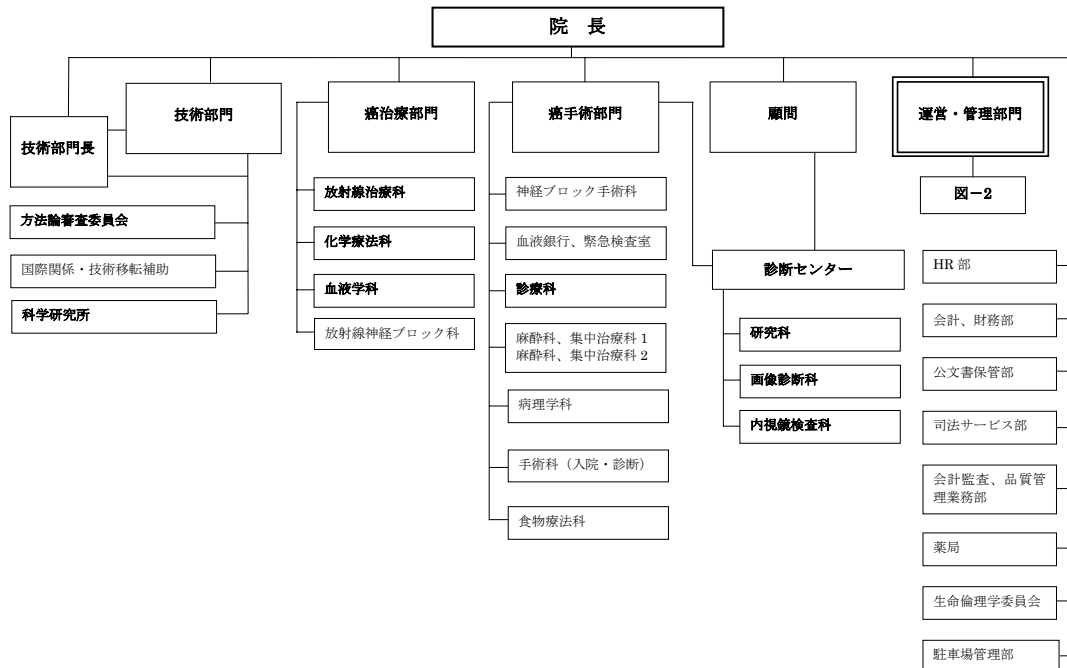 院 長
技術部門長
技術部門
癌治療部門
癌手術部門
顧問
運営・管理部門
図－2
方法論審査委員会
国際関係・技術移転補助
科学研究所
放射線治療科
化学療法科
血液学科
放射線神経ブロック科
神経ブロック手術科
血液銀行、緊急検査室
診療科
麻酔科、集中治療科 1
麻酔科、集中治療科 2
病理学科
手術科（入院・診断）
食物療法科
診断センター
研究科
画像診断科
内視鏡検査科
HR 部
会計、財務部
公文書保管部
司法サービス部
会計監査、品質管
理業務部
薬局
生命倫理学委員会
駐車場管理部